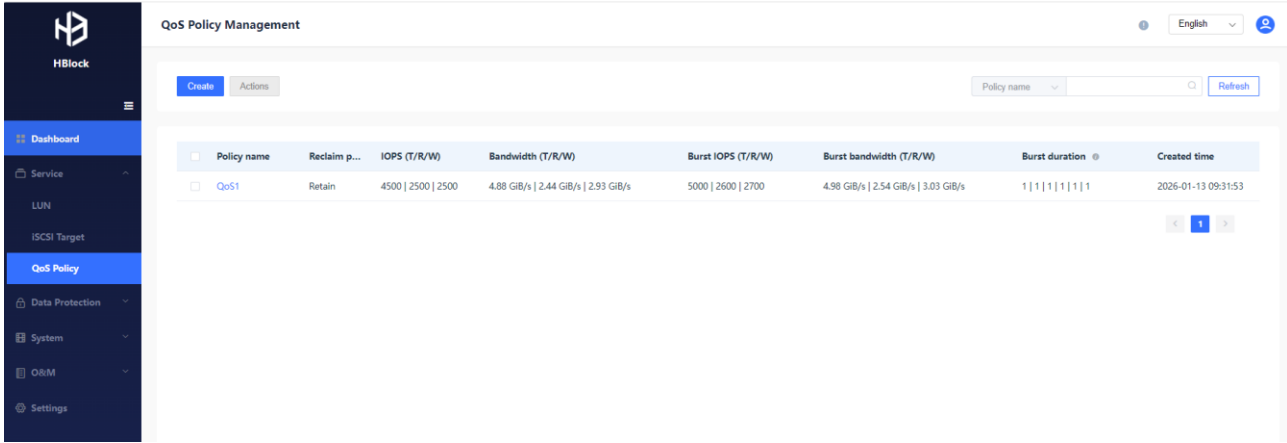 HBlock
QoS Policy Management
English
Create
Actions
Policy name
Refresh
Dashboard
Service
LUN
iSCSI Target
QoS Policy
Data Protection
System
O&M
Settings
Policy name Reclaim p... IOPS (T/R/W) Bandwidth (T/R/W) Burst IOPS (T/R/W) Burst bandwidth (T/R/W) Burst duration Created time
QoS1 Retain 4500 | 2500 | 2500 4.88 GiB/s | 2.44 GiB/s | 2.93 GiB/s 5000 | 2600 | 2700 4.98 GiB/s | 2.54 GiB/s | 3.03 GiB/s 1 | 1 | 1 | 1 | 1 | 1 2026-01-13 09:31:53
1